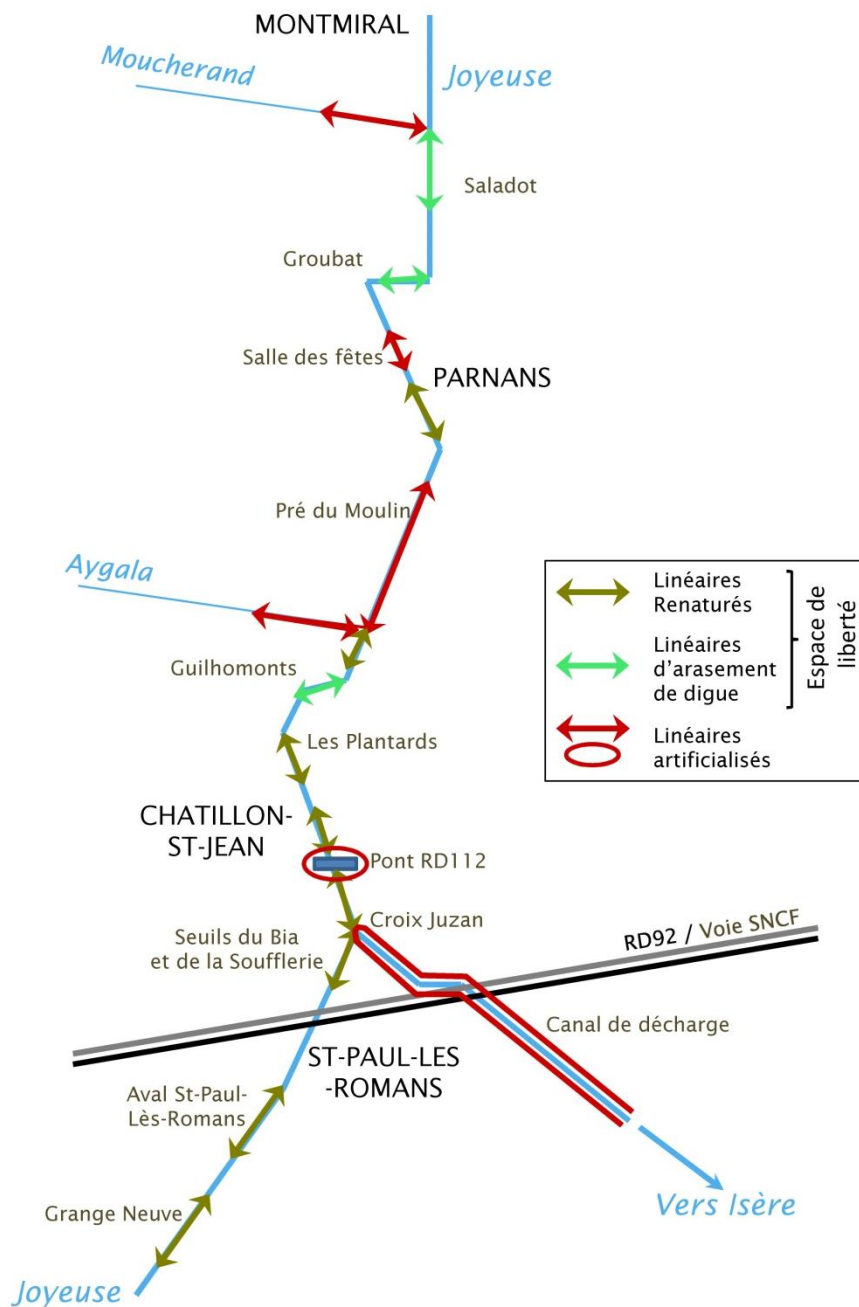 MONTMIRAL
Moucherand
Joyeuse
Saladot
Groubat
Salle des fêtes
PARNANS
Pré du Moulin
Aygala
Linéaires
Renaturés
Linéaires
d'arasement
de digue
Espace de
liberté
Linéaires
artificialisés
Guilhomonts
Les Plantards
CHATILLON-
ST-JEAN
Pont RD112
Croix Juzan
Seuils du Bia
et de la Soufflerie
RD92 / Voie SNCF
Canal de décharge
ST-PAUL-LES
-ROMANS
Aval St-Paul-
Lès-Romans
Vers Isère
Grange Neuve
Joyeuse